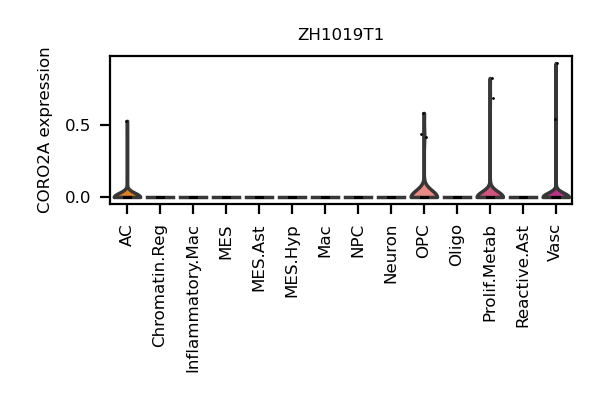 ZH1019T1
CORO2A expression
0.5
0.0
AC
Chromatin.Reg
Inflammatory.Mac
MES
MES.Ast
MES.Hyp
Mac
NPC
Neuron
OPC
Oligo
Prolif.Metab
Reactive.Ast
Vasc